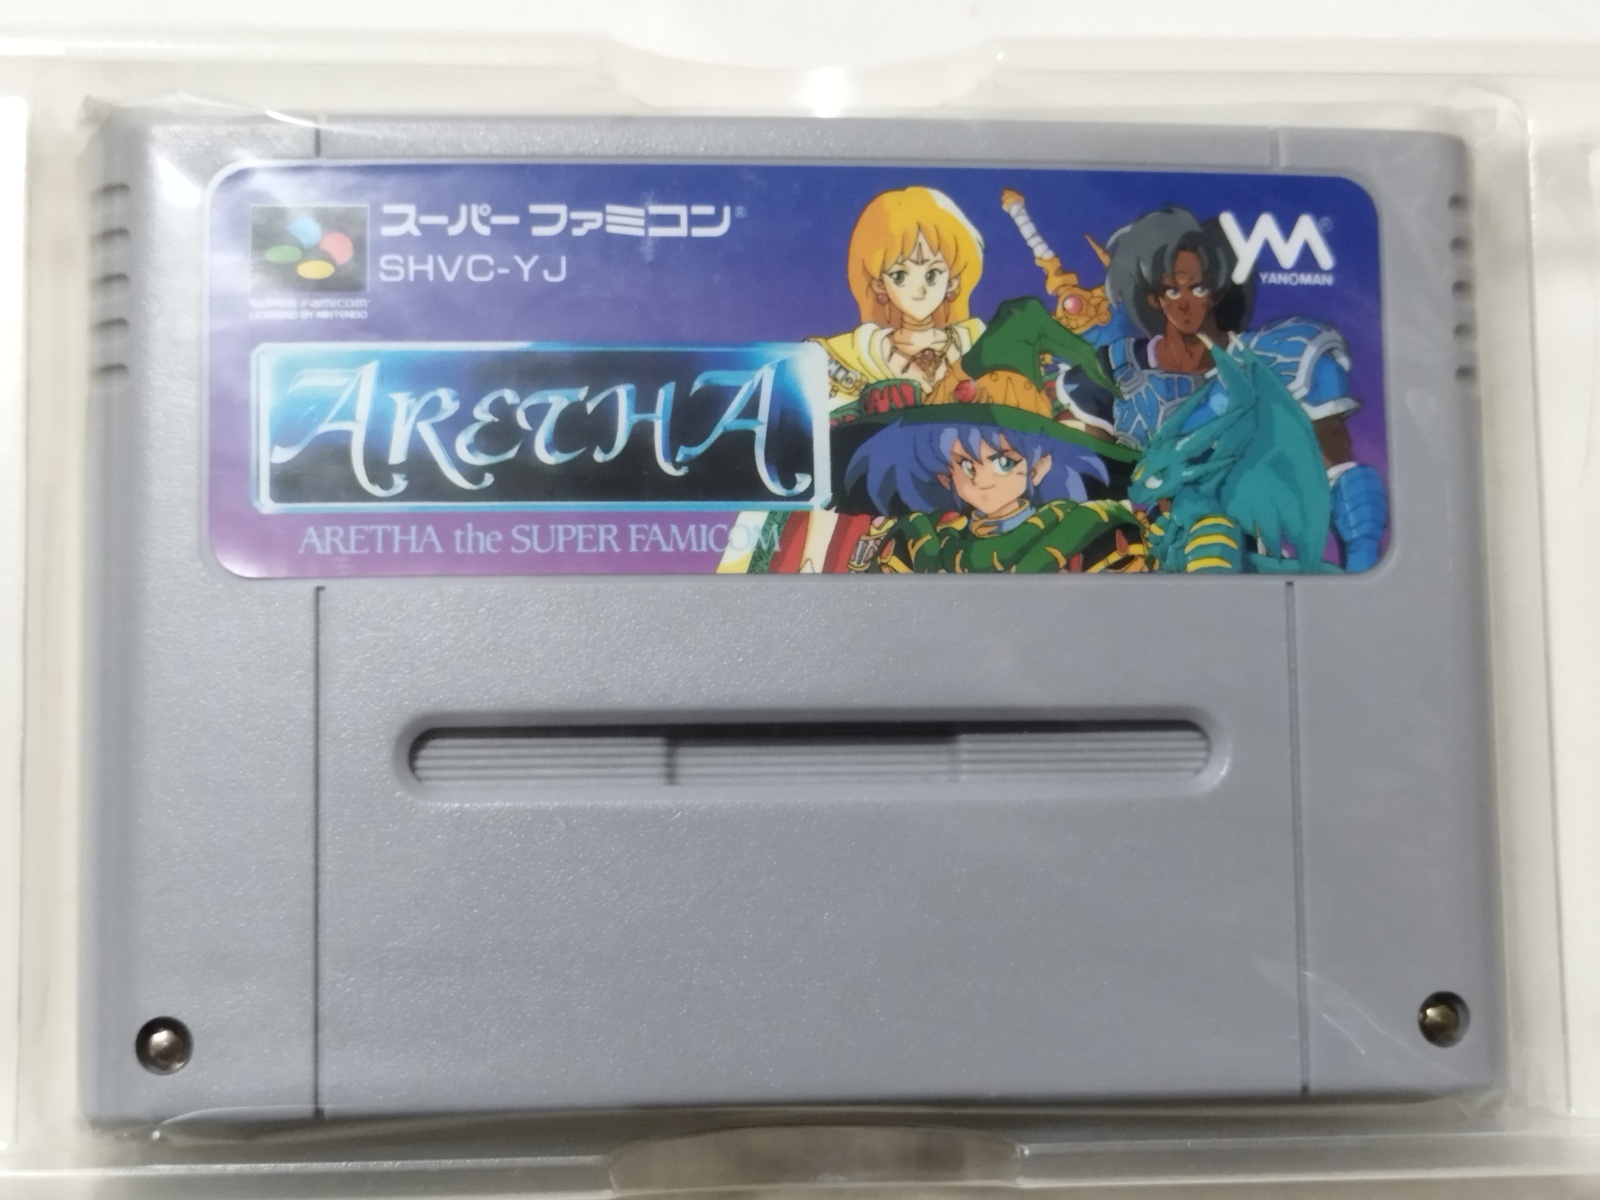 スーパーファミコン®
SHVC-YJ
SUPER FAMICOM
LICENSED BY NINTENDO
YM®
YANOMAN
ARETHA
ARETHA the SUPER FAMICOM